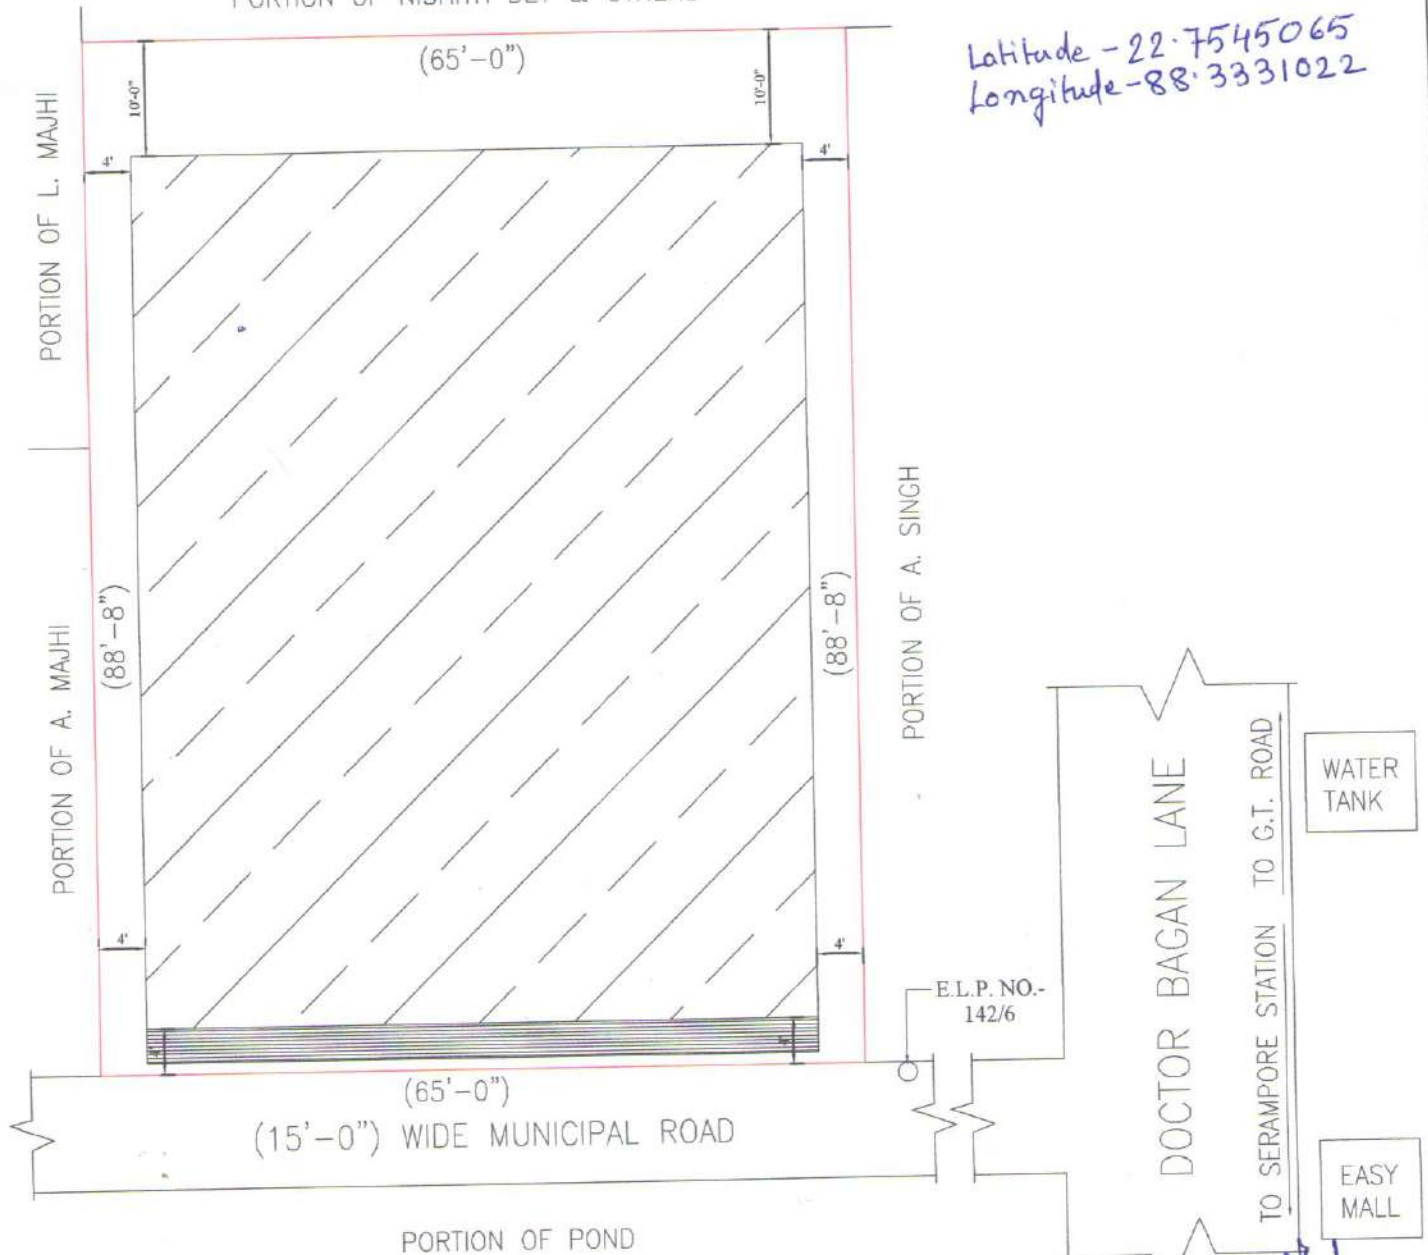 PORTION OF
(65'-0")
Latitude - 22.7545065
Longitude - 88.3331022
10'-0"
10'-0"
4'
4'
PORTION OF L. MAJHI
PORTION OF A. MAJHI
(88'-8")
(88'-8")
PORTION OF A. SINGH
4'
4'
E.L.P. NO.-
142/6
(65'-0")
(15'-0") WIDE MUNICIPAL ROAD
PORTION OF POND
DOCTOR BAGAN LANE
TO SERAMPORE STATION
TO G.T. ROAD
WATER
TANK
EASY
MALL